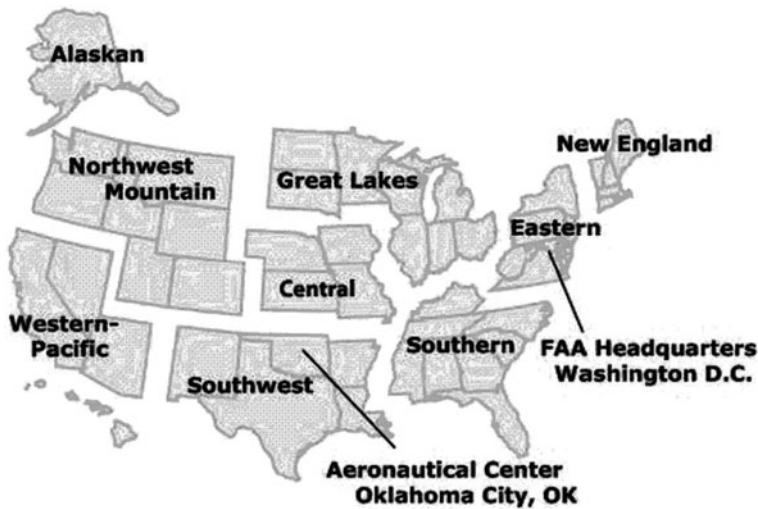 Alaskan
New England
Northwest
Mountain
Great Lakes
Eastern
Central
Western-
Pacific
Southern
FAA Headquarters
Washington D.C.
Southwest
Aeronautical Center
Oklahoma City, OK